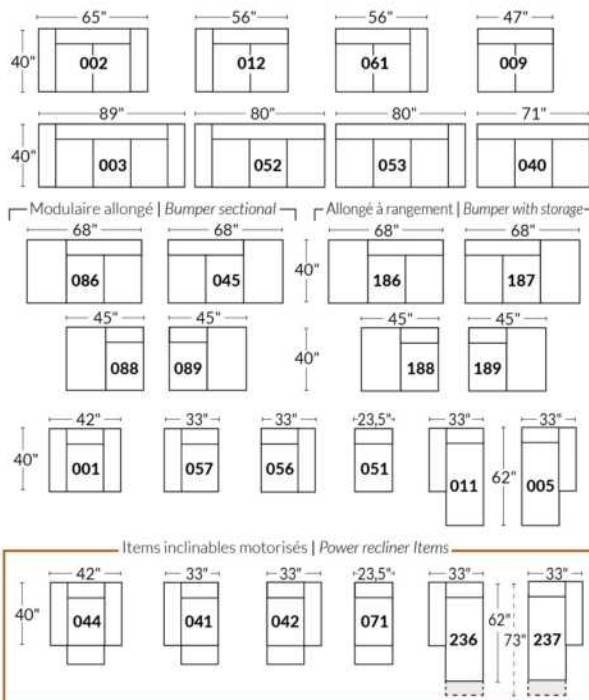 65" 56" 56" 47"
40" 002 012 061 009
89" 80" 80" 71"
40" 003 052 053 040
Modulaire allongé | Bumper sectional Allongé à rangement | Bumper with storage
68" 68" 68" 68"
086 045 40" 186 187
45" 45" 45" 45"
088 089 40" 188 189
42" 33" 33" 23,5" 33" 33"
40" 001 057 056 051 011 62" 005
Items inclinables motorisés | Power recliner Items
42" 33" 33" 23,5" 33" 33"
40" 044 041 042 071 236 62" 73" 237